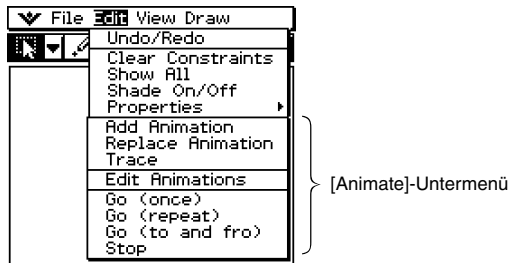 File Edit View Draw
Undo/Redo
Clear Constraints
Show All
Shade On/Off
Properties
Add Animation
Replace Animation
Trace
Edit Animations
Go (once)
Go (repeat)
Go (to and fro)
Stop
[Animate]-Untermenü